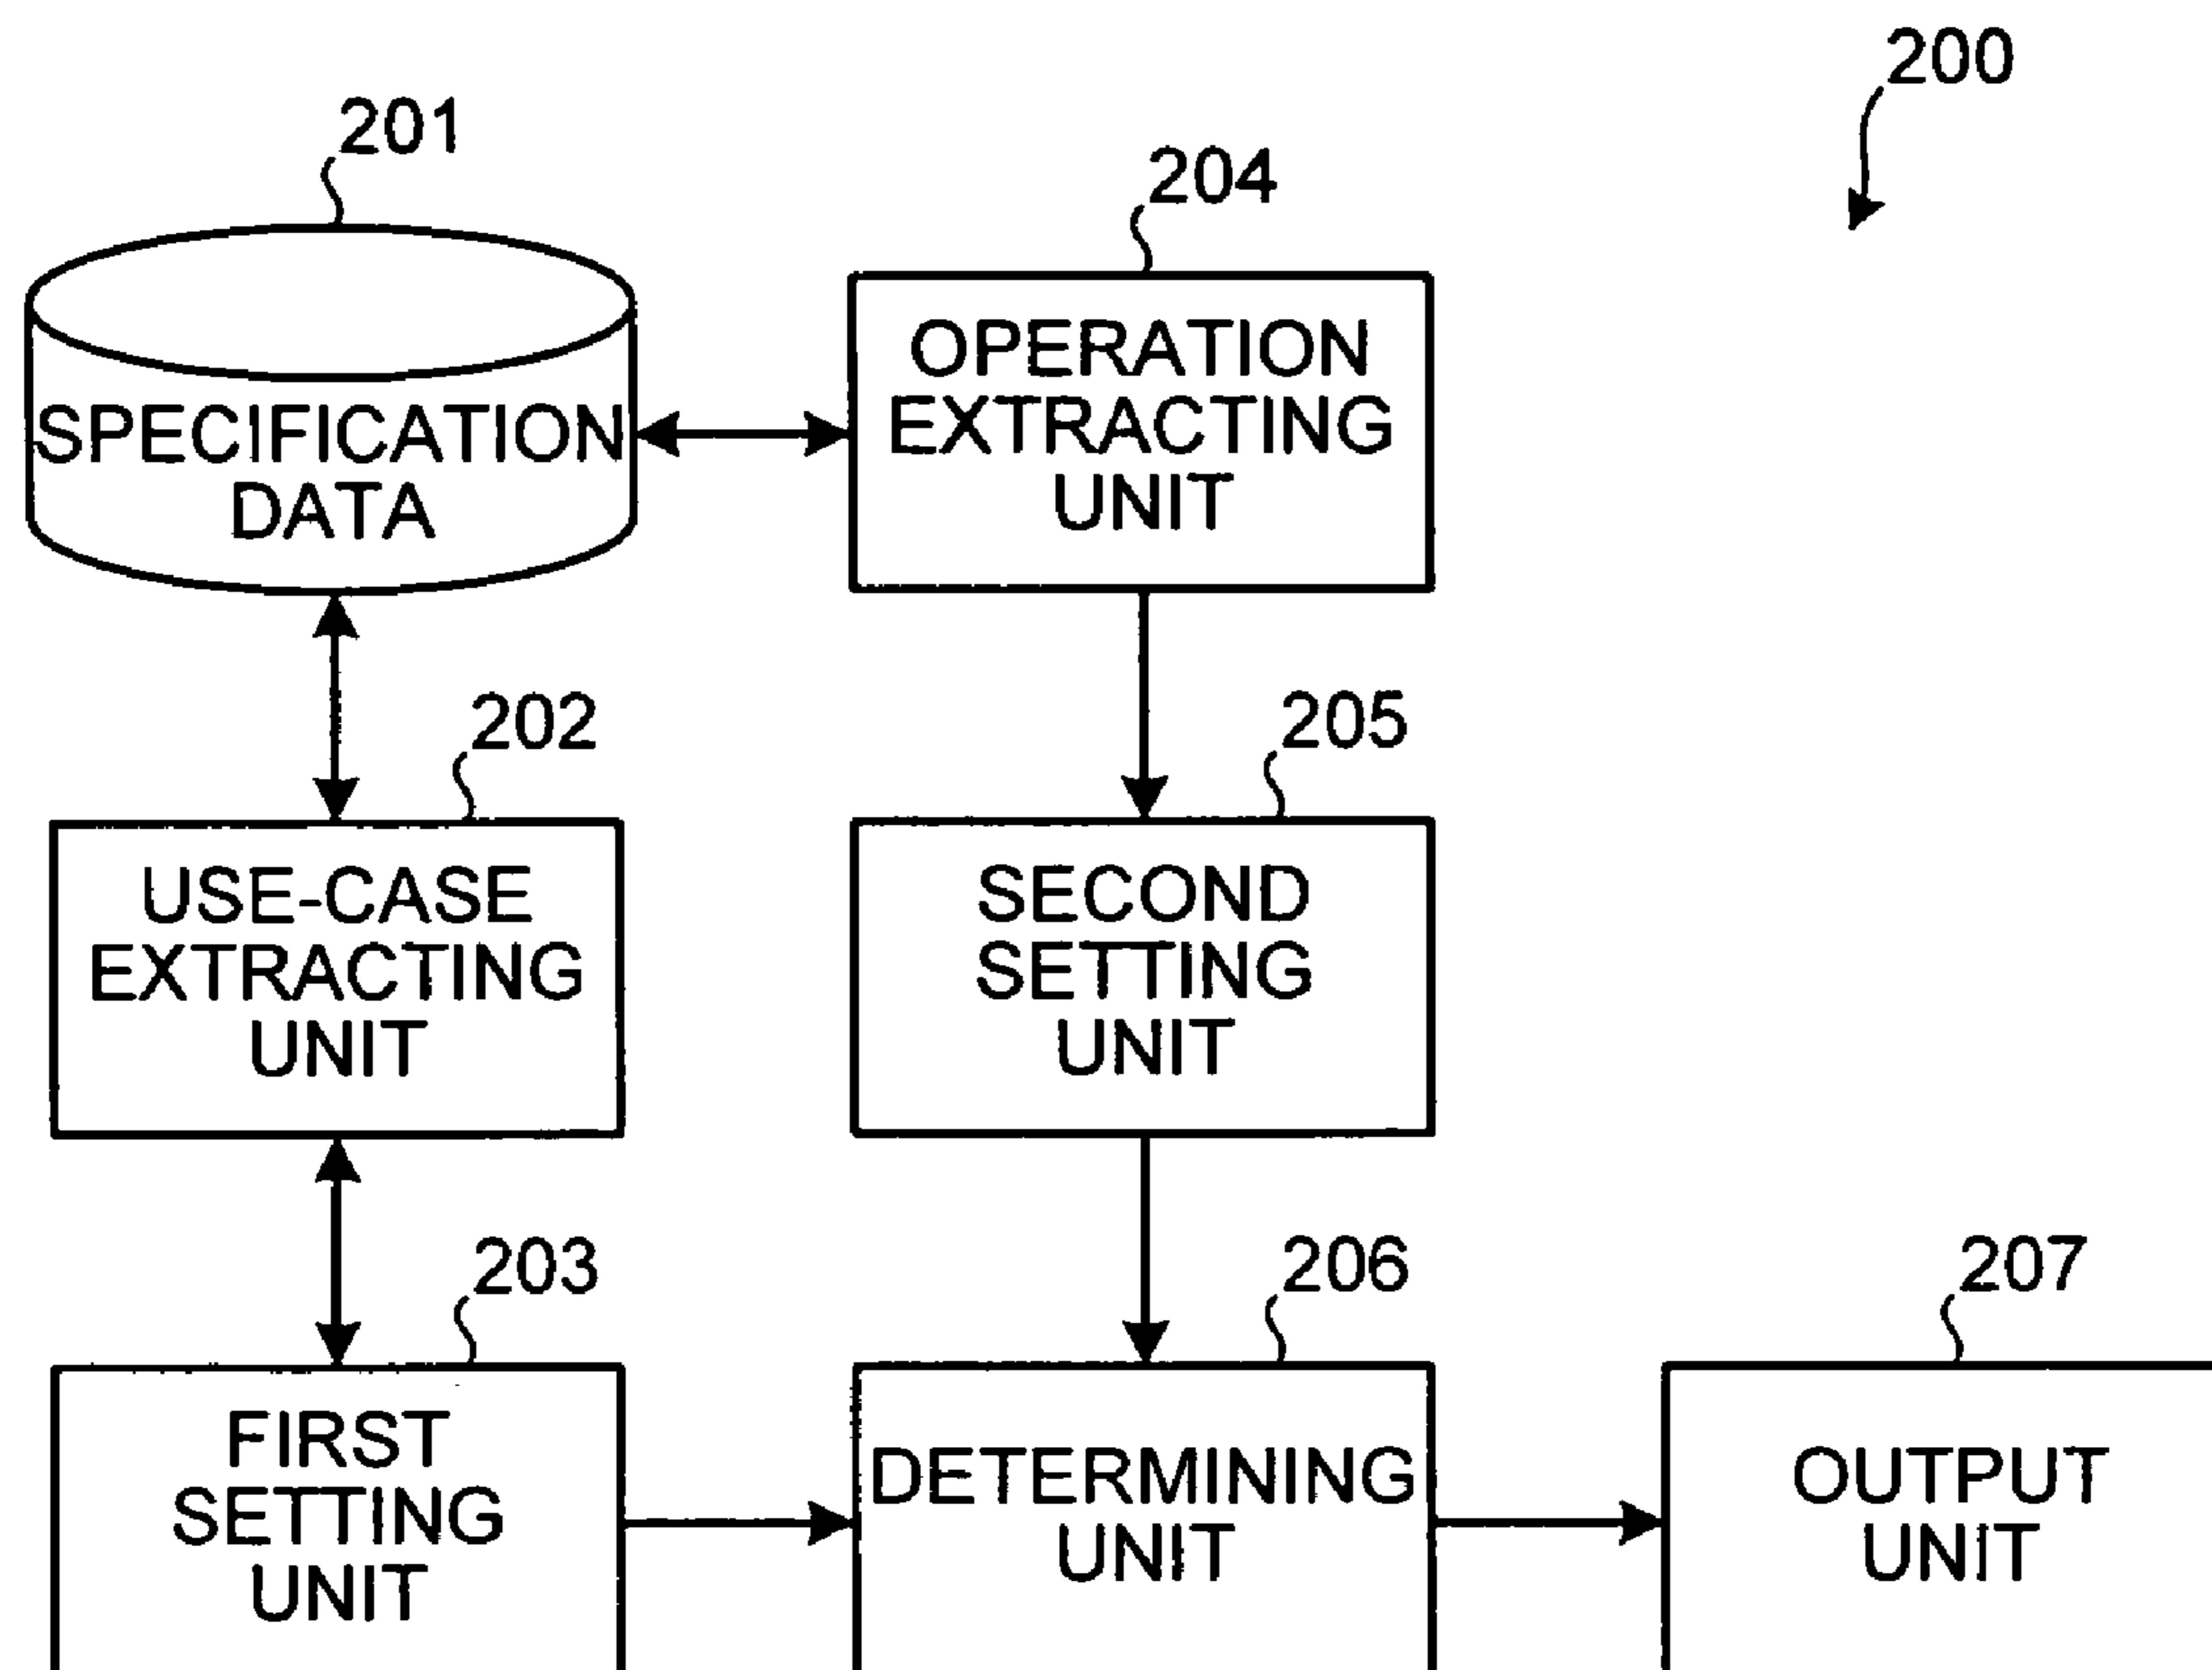 200
201
SPECIFICATION
DATA
204
OPERATION
EXTRACTING
UNIT
202
USE-CASE
EXTRACTING
UNIT
205
SECOND
SETTING
UNIT
203
FIRST
SETTING
UNIT
206
DETERMINING
UNIT
207
OUTPUT
UNIT